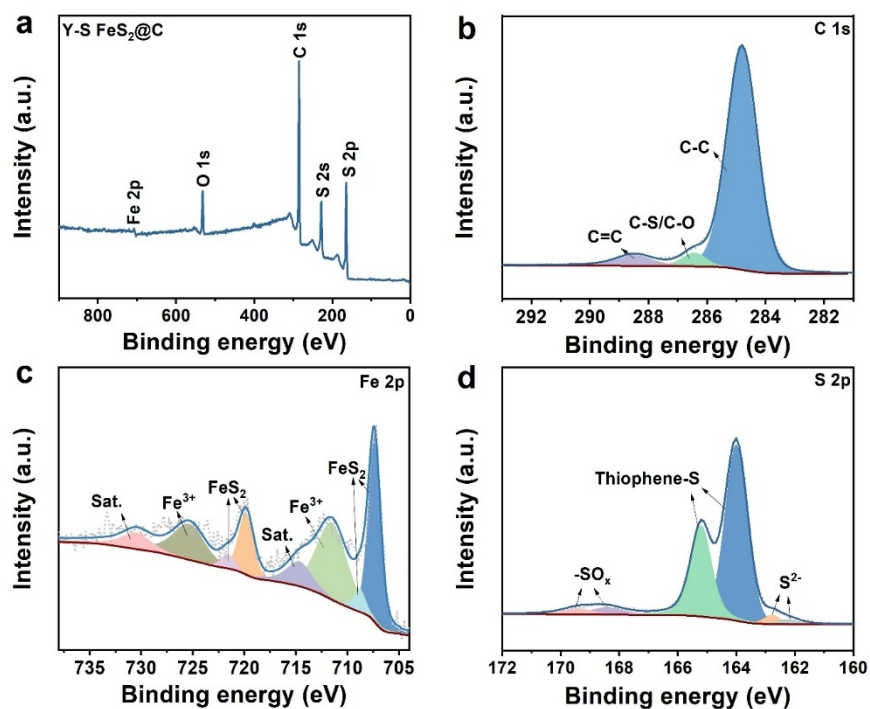 a
Y-S FeS₂@C
C 1s
O 1s
Fe 2p
S 2s
S 2p
Intensity (a.u.)
800 600 400 200 0
Binding energy (eV)
b
C 1s
C-C
C-S/C-O
C=C
Intensity (a.u.)
292 290 288 286 284 282
Binding energy (eV)
c
Fe 2p
FeS₂
Sat.
Fe³⁺
FeS₂
Fe³⁺
Sat.
Intensity (a.u.)
735 730 725 720 715 710 705
Binding energy (eV)
d
S 2p
Thiophene-S
-SOₓ
S²⁻
Intensity (a.u.)
172 170 168 166 164 162 160
Binding energy (eV)